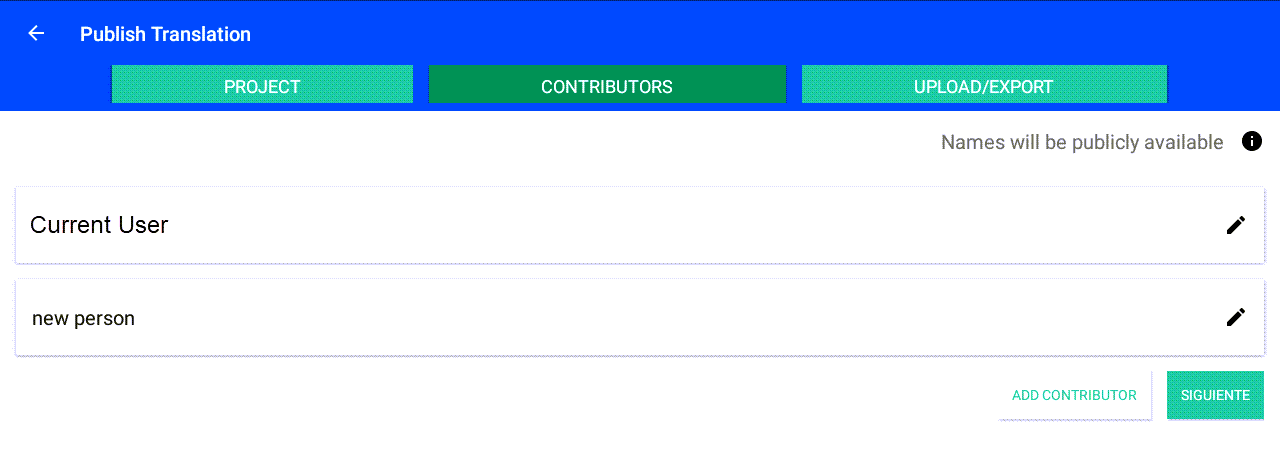 Publish Translation
PROJECT
CONTRIBUTORS
UPLOAD/EXPORT
Names will be publicly available
Current User
new person
ADD CONTRIBUTOR
SIGUIENTE